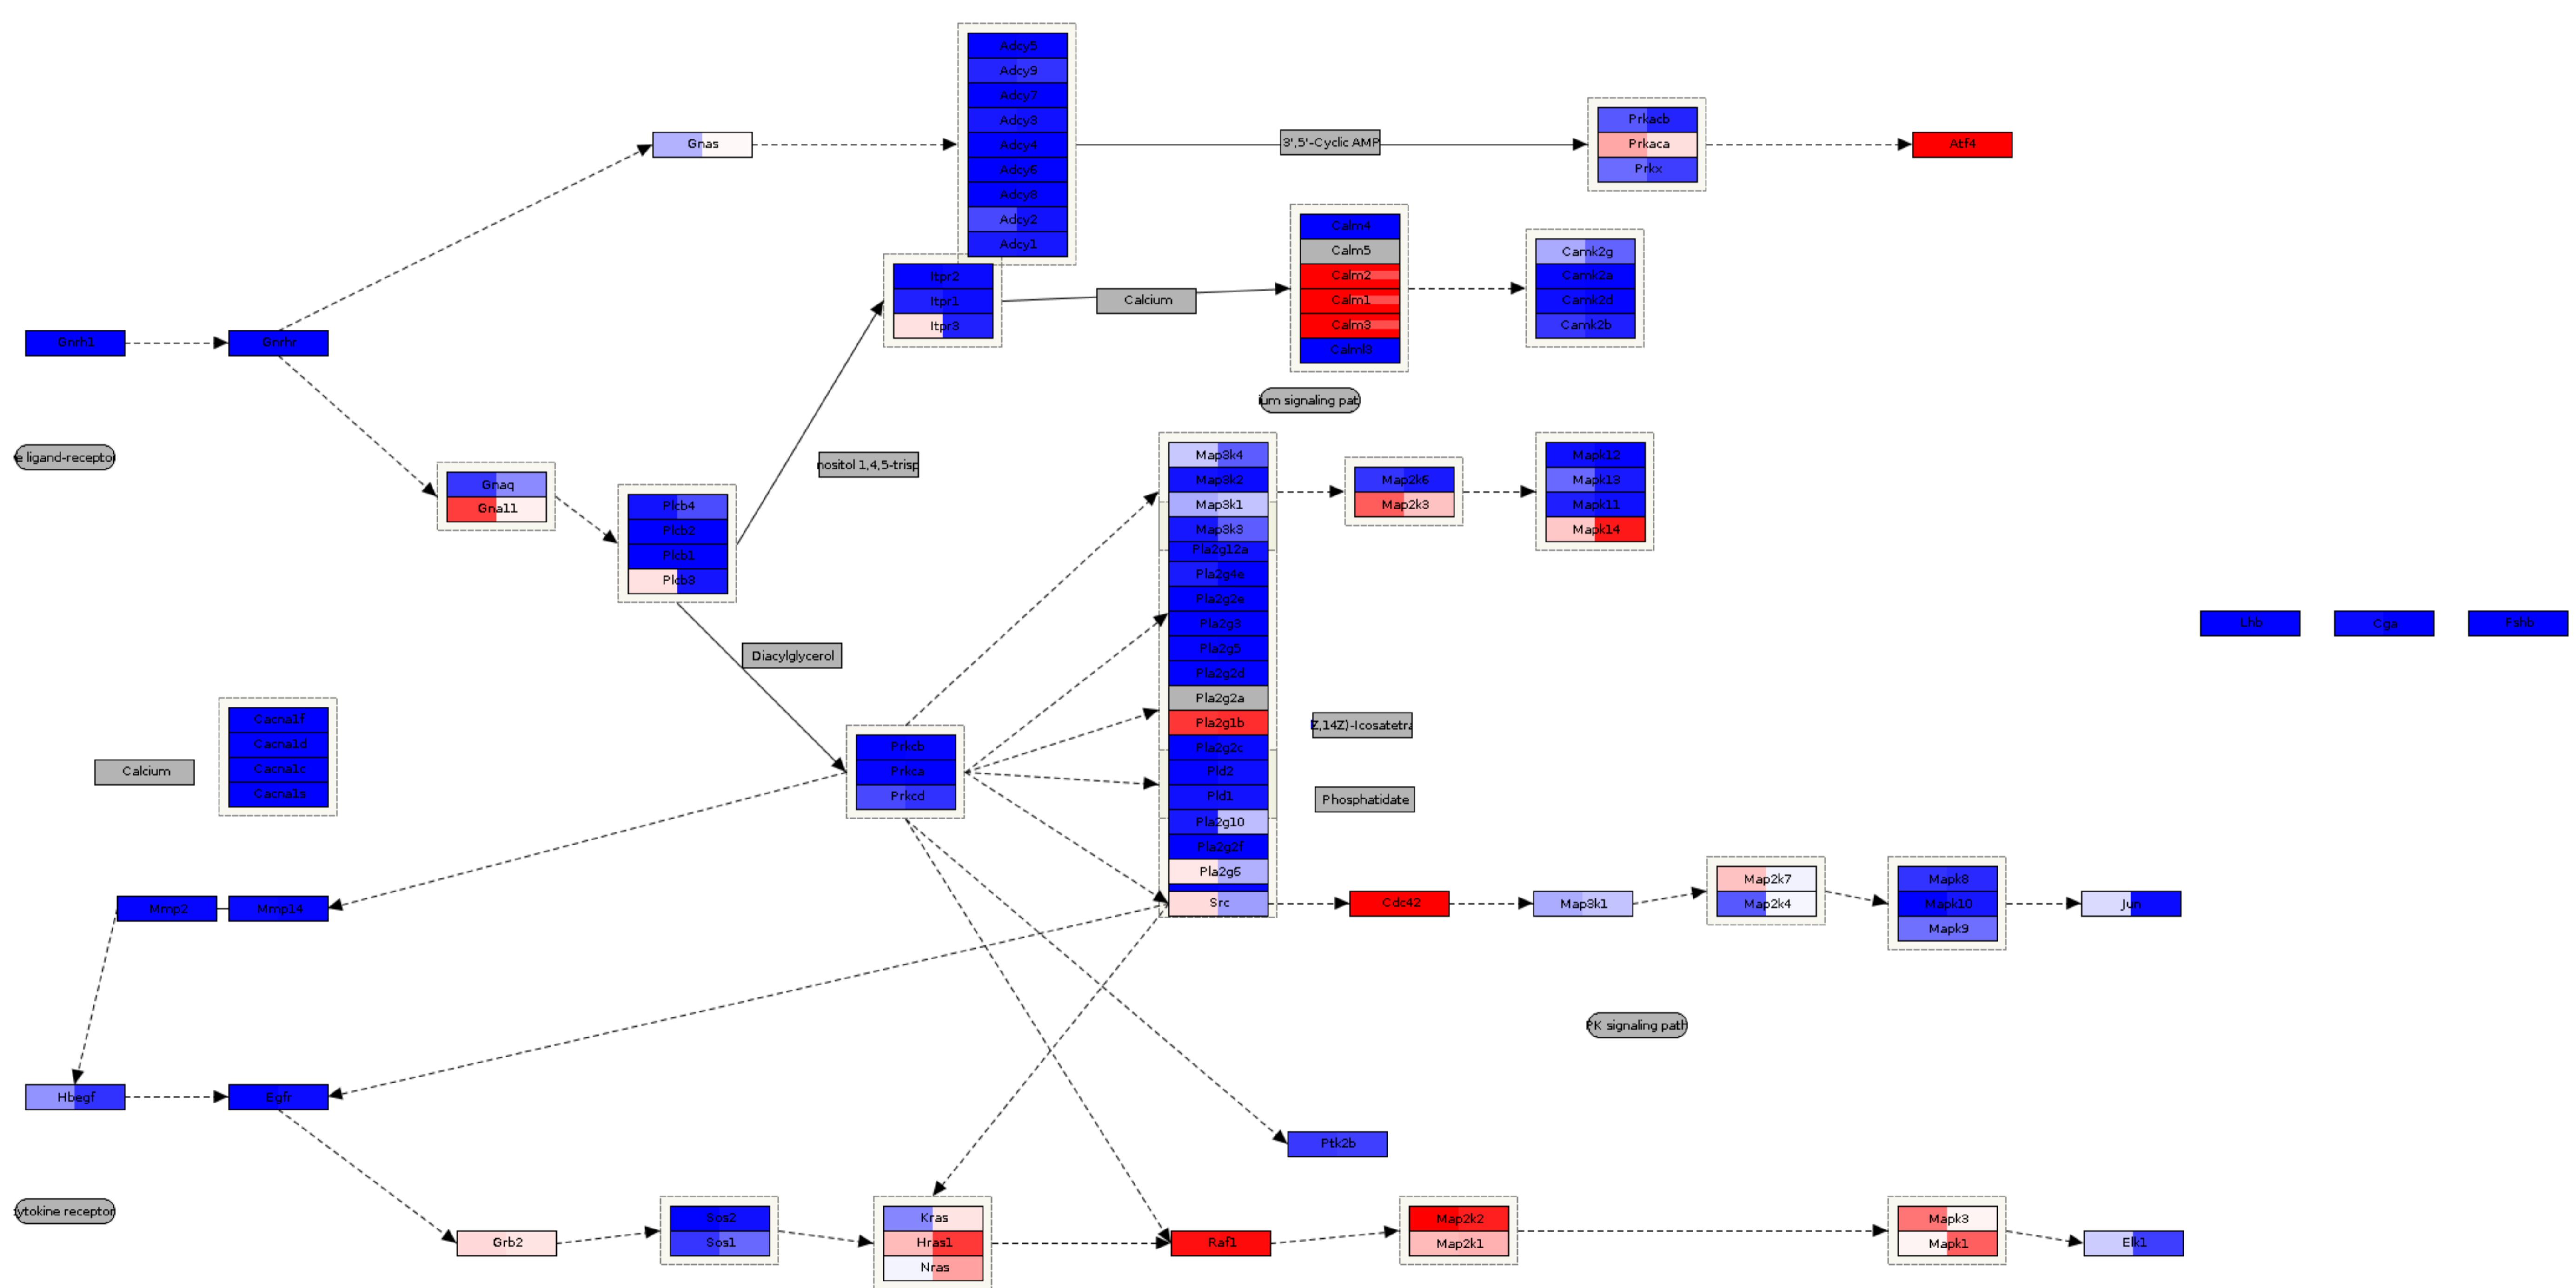 Adcy5
Adcy9
Adcy7
Adcy3
Adcy4
Adcy6
Adcy8
Adcy2
Adcy1
Gnas
3',5'-Cyclic AMP
Prkacb
Prkaca
Prkx
Atf4
Itpr2
Itpr1
Itpr3
Calcium
Calm4
Calm5
Calm2
Calm1
Calm3
Calml3
Camk2g
Camk2a
Camk2d
Camk2b
Gnrh1
Gnrhr
ium signaling pat
e ligand-recepto
Gnaq
Gna11
Plcb4
Plcb2
Plcb1
Plcb3
nositol 1,4,5-trisp
Map3k4
Map3k2
Map3k1
Map3k3
Pla2g12a
Pla2g4e
Pla2g2e
Pla2g3
Pla2g5
Pla2g2d
Pla2g2a
Pla2g1b
Pla2g2c
Pld2
Pld1
Pla2g10
Pla2g2f
Pla2g6
Src
Map2k6
Map2k3
Mapk12
Mapk13
Mapk11
Mapk14
Lhb
Cga
Fshb
Diacylglycerol
Z,14Z)-Icosatetra
Phosphatidate
Calcium
Cacna1f
Cacna1d
Cacna1c
Cacna1s
Prkcb
Prkca
Prkcd
Mmp2
Mmp14
Cdc42
Map3k1
Map2k7
Map2k4
Mapk8
Mapk10
Mapk9
Jun
PK signaling path
Hbegf
Egfr
Ptk2b
ytokine receptor
Grb2
Sos2
Sos1
Kras
Hras1
Nras
Raf1
Map2k2
Map2k1
Mapk3
Mapk1
Elk1